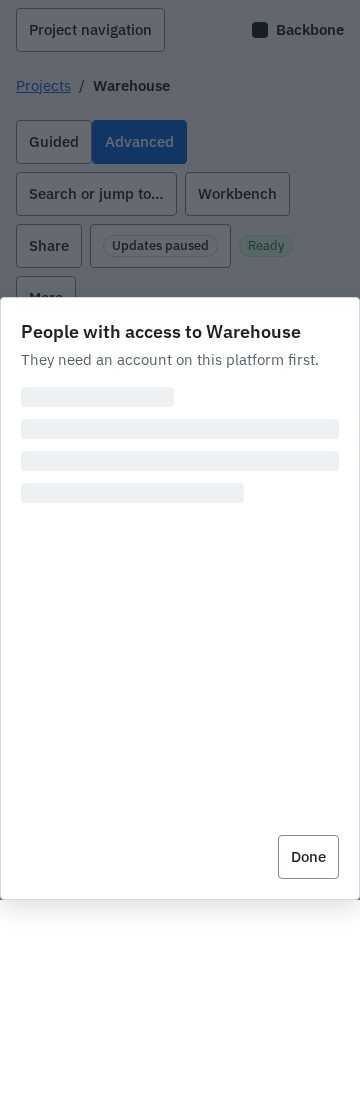 Project navigation
Backbone
Projects / Warehouse
Guided
Advanced
Search or jump to...
Workbench
Share
Updates paused
Ready
More
People with access to Warehouse
They need an account on this platform first.
Done